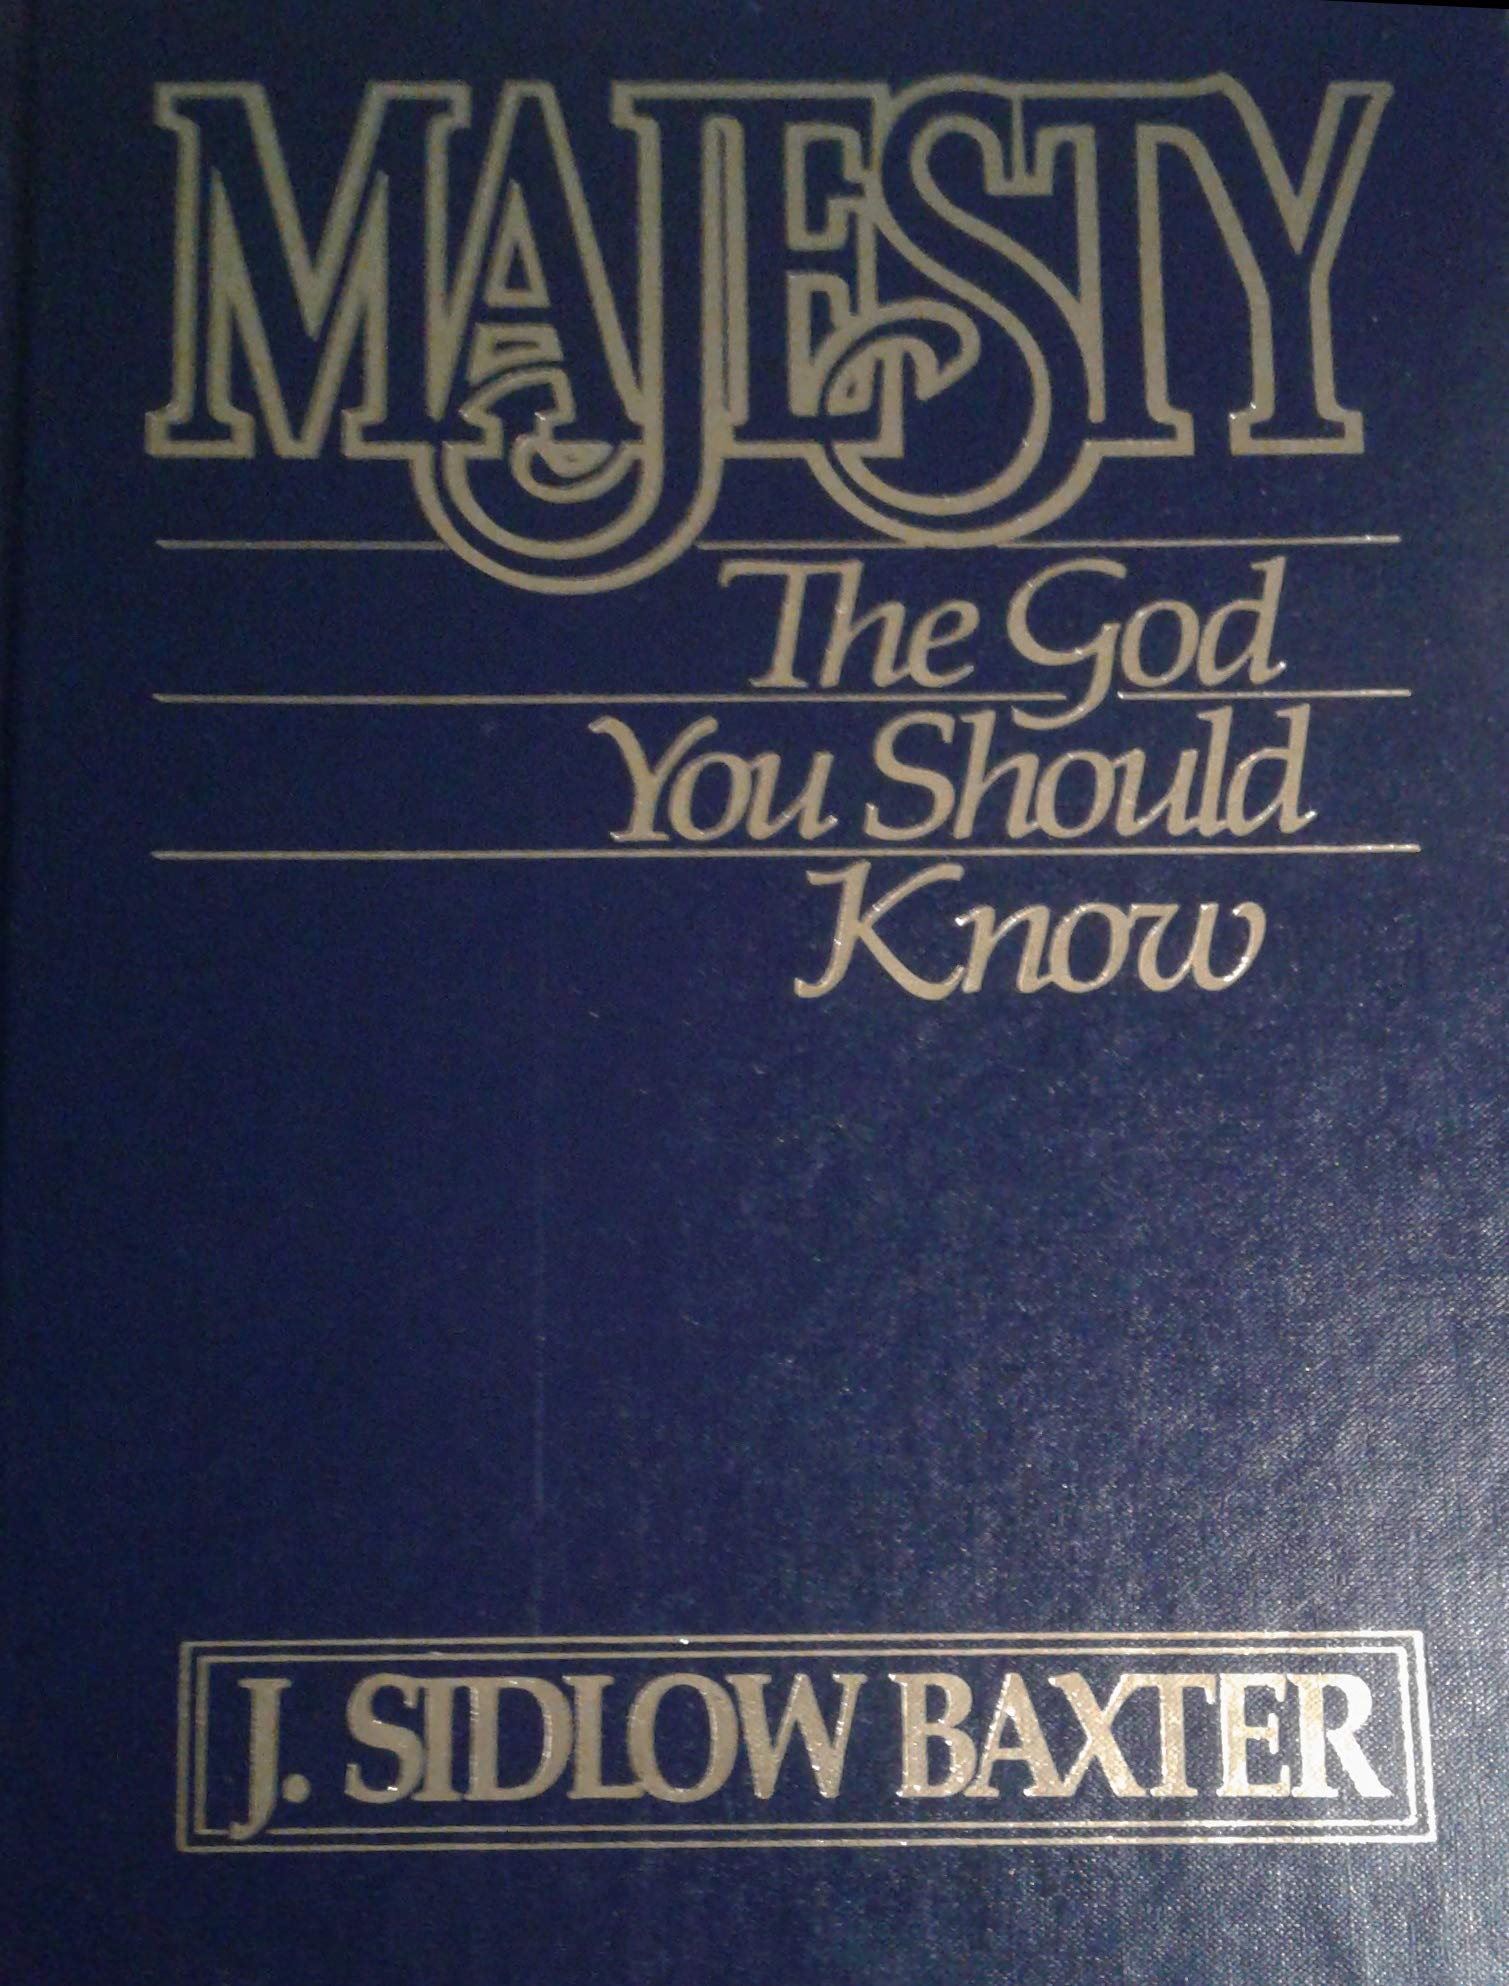 MAJESTY
The God
You Should
Know
J. SIDLOW BAXTER